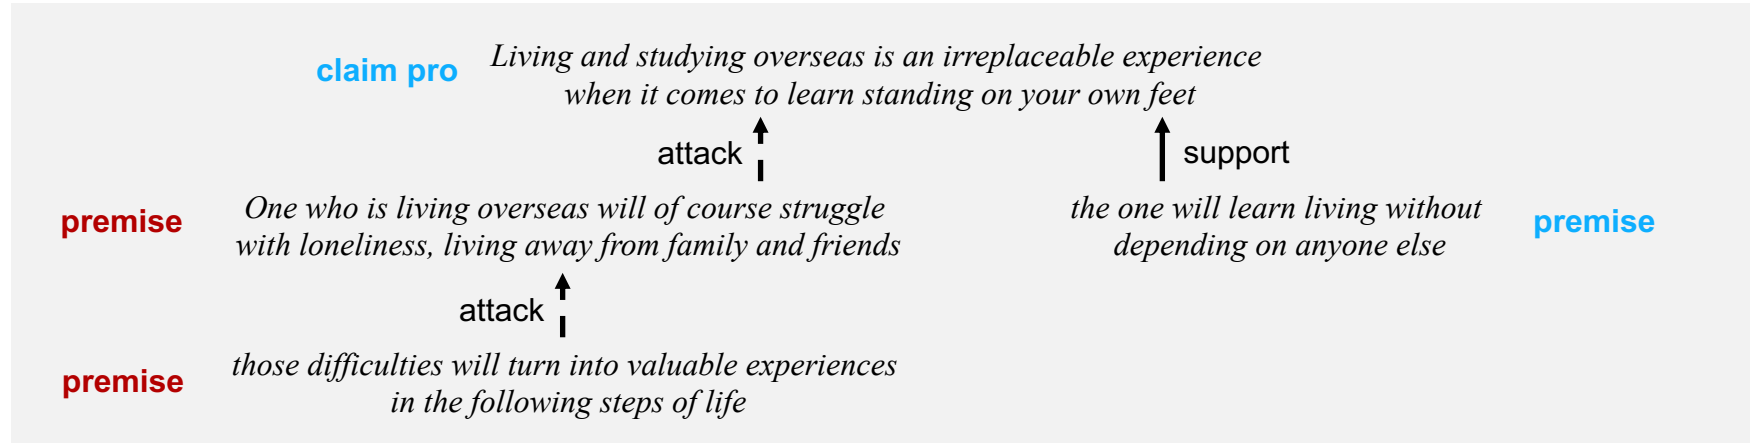 claim pro
Living and studying overseas is an irreplaceable experience
when it comes to learn standing on your own feet
attack
support
premise
One who is living overseas will of course struggle
with loneliness, living away from family and friends
the one will learn living without
depending on anyone else
premise
attack
premise
those difficulties will turn into valuable experiences
in the following steps of life